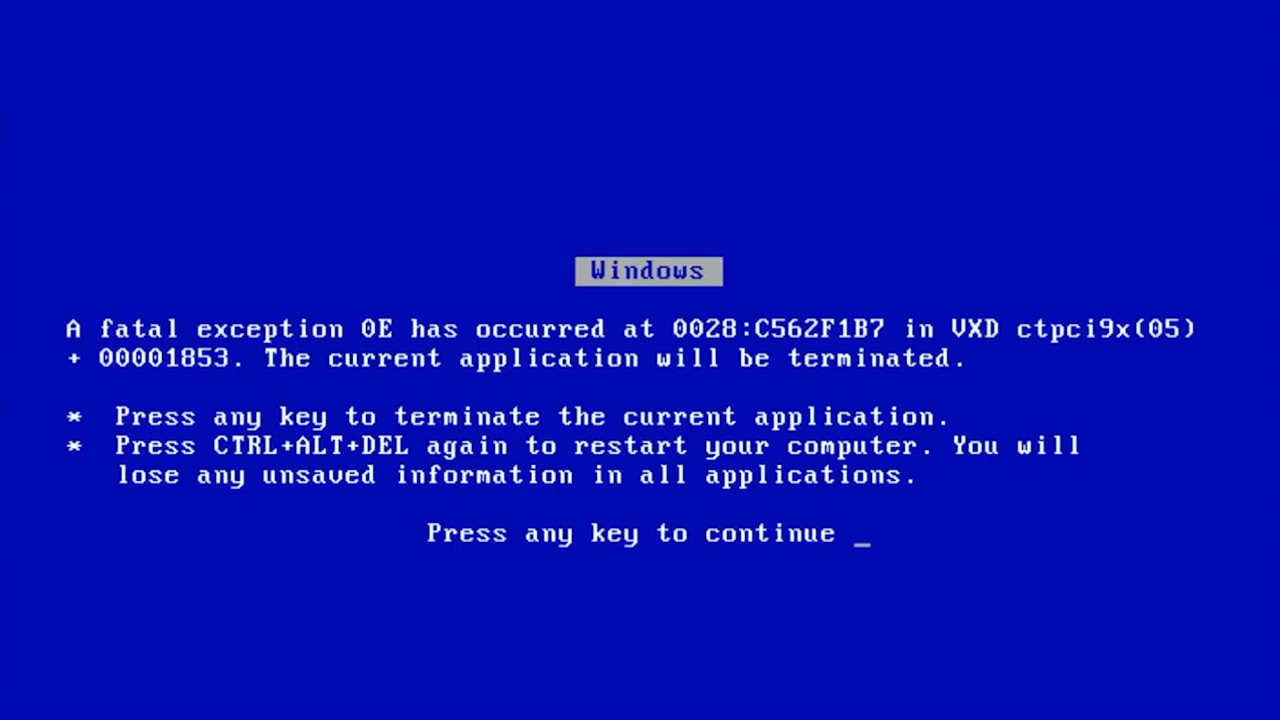 Windows
A fatal exception 0E has occurred at 0028:C562F1B7 in VXD ctpci9x(05)
+ 00001853. The current application will be terminated.
* Press any key to terminate the current application.
* Press CTRL+ALT+DEL again to restart your computer. You will
lose any unsaved information in all applications.
Press any key to continue _